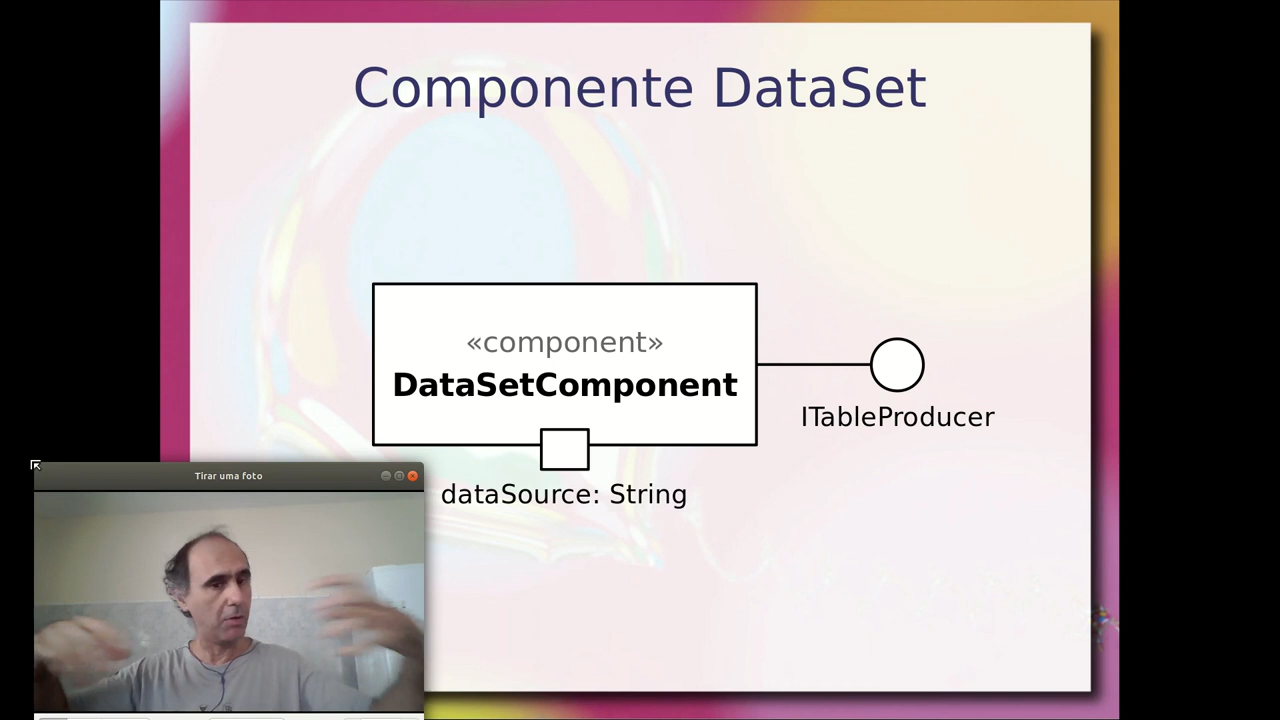 Componente DataSet
«component»
DataSetComponent
ITableProducer
dataSource: String
Tirar uma foto